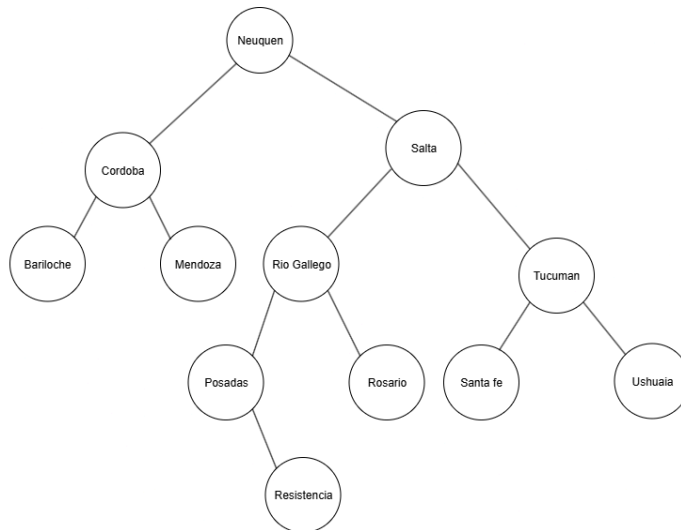 Neuquen
Salta
Cordoba
Bariloche
Mendoza
Rio Gallego
Tucuman
Posadas
Rosario
Santa fe
Ushuaia
Resistencia